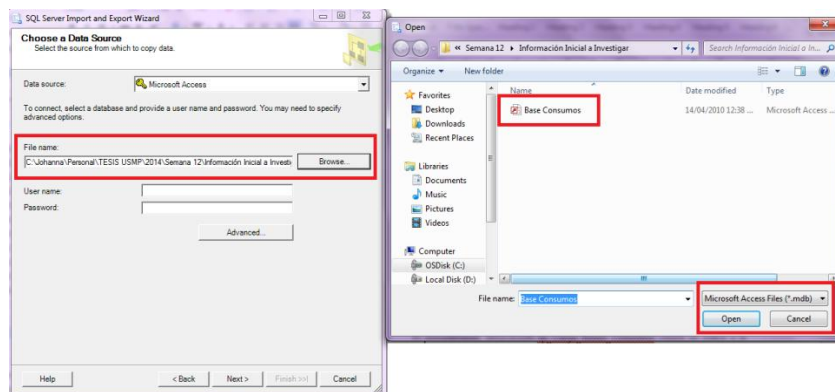 SQL Server Import and Export Wizard
Choose a Data Source
Select the source from which to copy data.
Data source:
Microsoft Access
To connect, select a database and provide a user name and password. You may need to specify
advanced options.
File name:
C:\Johanna\Personal\TESIS USMP\2014\Semana 12\Información Inicial a Investi
Browse...
User name:
Password:
Advanced...
Help
< Back
Next >
Finish >>|
Cancel
Open
« Semana 12 ▸ Información Inicial a Investigar
Search Información Inicial a In...
Organize
New folder
Name
Date modified
Type
Favorites
Desktop
Downloads
Recent Places
Libraries
Documents
Music
Pictures
Videos
Computer
OSDisk (C:)
Local Disk (D:)
Base Consumos
14/04/2010 12:38 ...
Microsoft Access ...
File name:
Base Consumos
Microsoft Access Files (*.mdb)
Open
Cancel